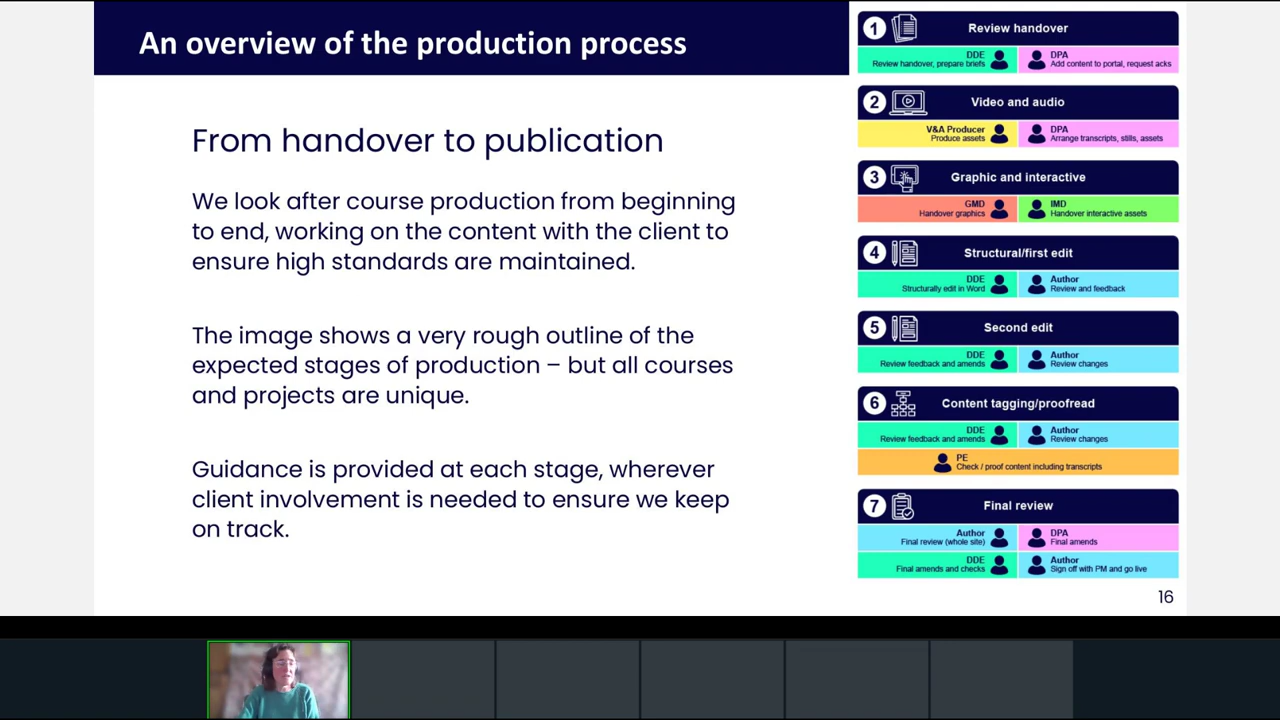 An overview of the production process
From handover to publication
We look after course production from beginning
to end, working on the content with the client to
ensure high standards are maintained.
The image shows a very rough outline of the
expected stages of production – but all courses
and projects are unique.
Guidance is provided at each stage, wherever
client involvement is needed to ensure we keep
on track.
1 Review handover
DDE
Review handover, prepare briefs
DPA
Add content to portal, request acks
2 Video and audio
V&A Producer
Produce assets
DPA
Arrange transcripts, stills, assets
3 Graphic and interactive
GMD
Handover graphics
IMD
Handover interactive assets
4 Structural/first edit
DDE
Structurally edit in Word
Author
Review and feedback
5 Second edit
DDE
Review feedback and amends
Author
Review changes
6 Content tagging/proofread
DDE
Review feedback and amends
Author
Review changes
PE
Check / proof content including transcripts
7 Final review
Author
Final review (whole site)
DPA
Final amends
DDE
Final amends and checks
Author
Sign off with PM and go live
16